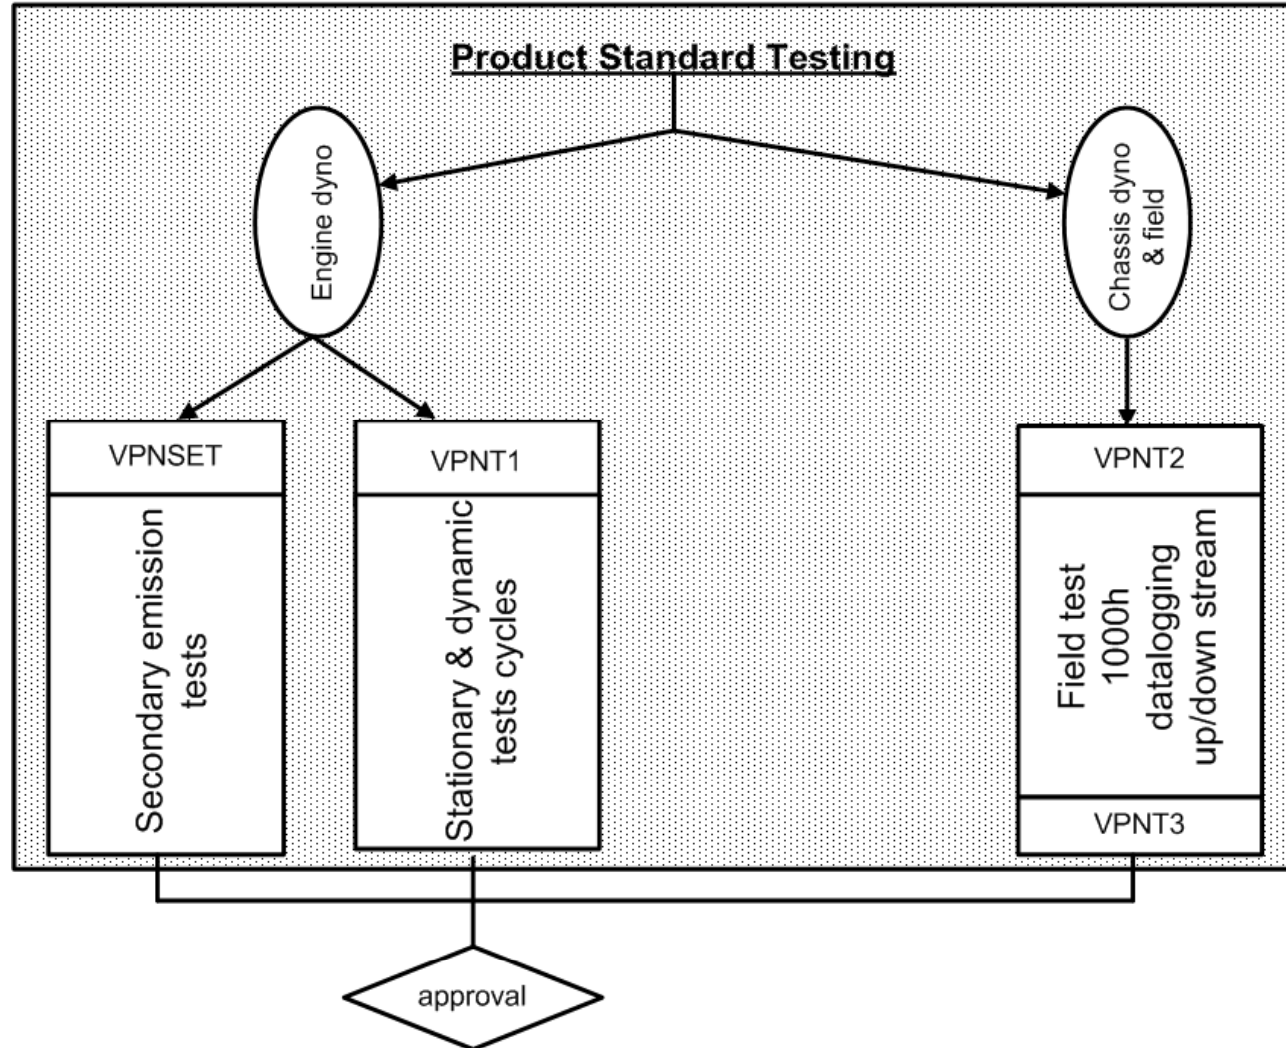 Product Standard Testing
Engine dyno
Chassis dyno
& field
VPNSET
Secondary emission
tests
VPNT1
Stationary & dynamic
tests cycles
VPNT2
Field test
1000h
datalogging
up/down stream
VPNT3
approval